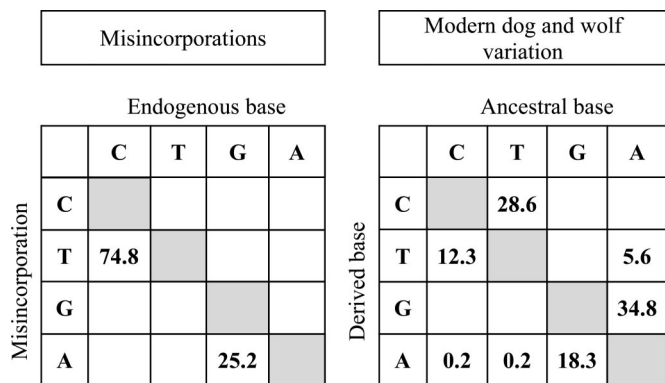 Misincorporations
Modern dog and wolf
variation
Endogenous base
Ancestral base
C T G A
C T G A
Misincorporation
C
T 74.8
G
A 25.2
Derived base
C 28.6
T 12.3 5.6
G 34.8
A 0.2 0.2 18.3